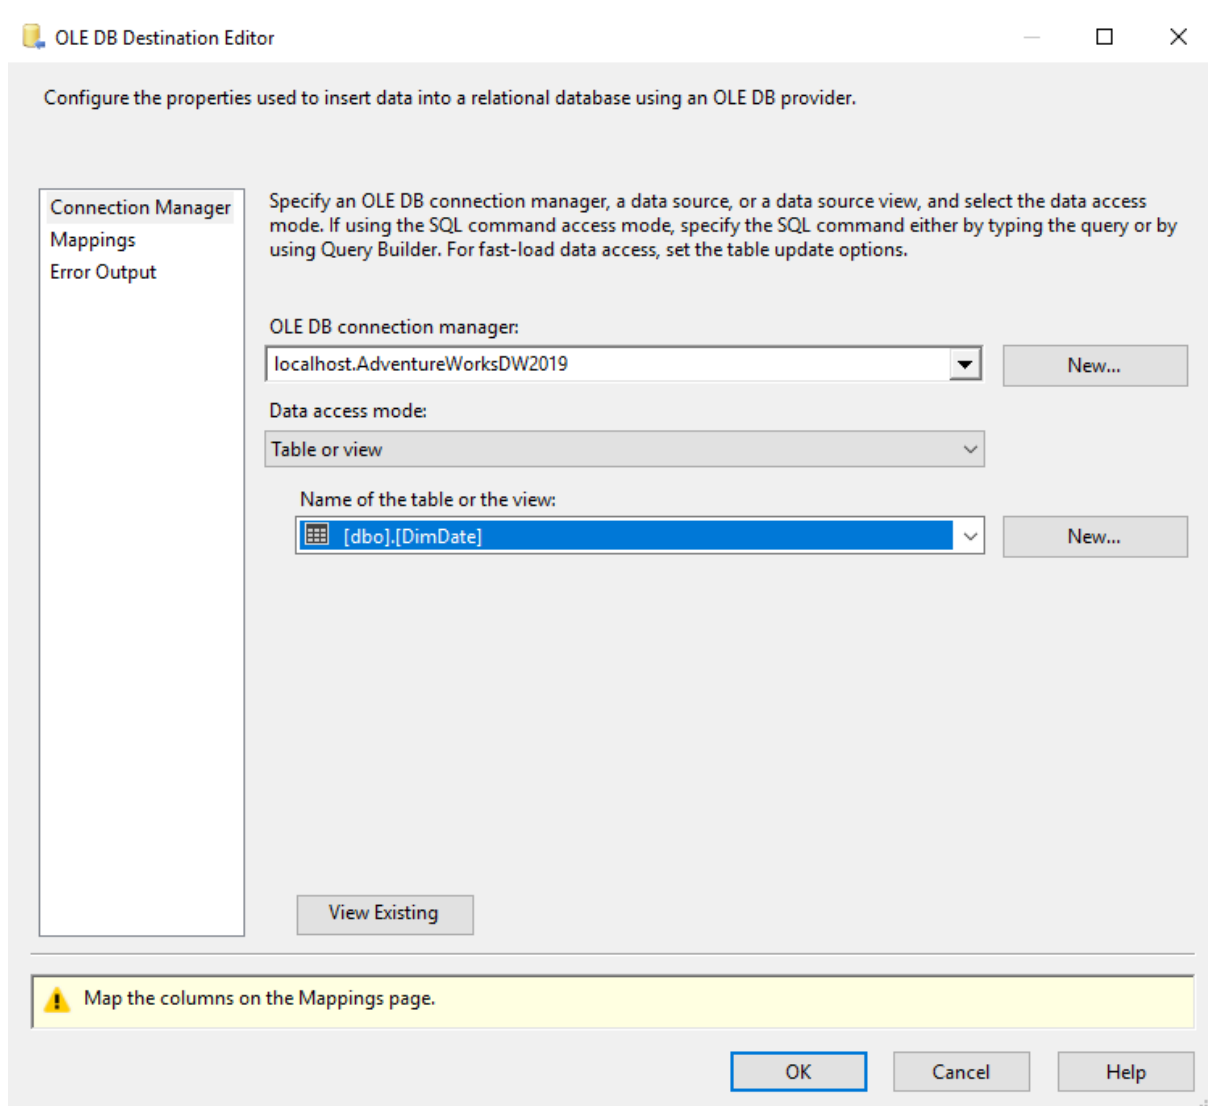 OLE DB Destination Editor
Configure the properties used to insert data into a relational database using an OLE DB provider.
Connection Manager
Mappings
Error Output
Specify an OLE DB connection manager, a data source, or a data source view, and select the data access
mode. If using the SQL command access mode, specify the SQL command either by typing the query or by
using Query Builder. For fast-load data access, set the table update options.
OLE DB connection manager:
localhost.AdventureWorksDW2019
New...
Data access mode:
Table or view
Name of the table or the view:
[dbo].[DimDate]
New...
View Existing
Map the columns on the Mappings page.
OK
Cancel
Help